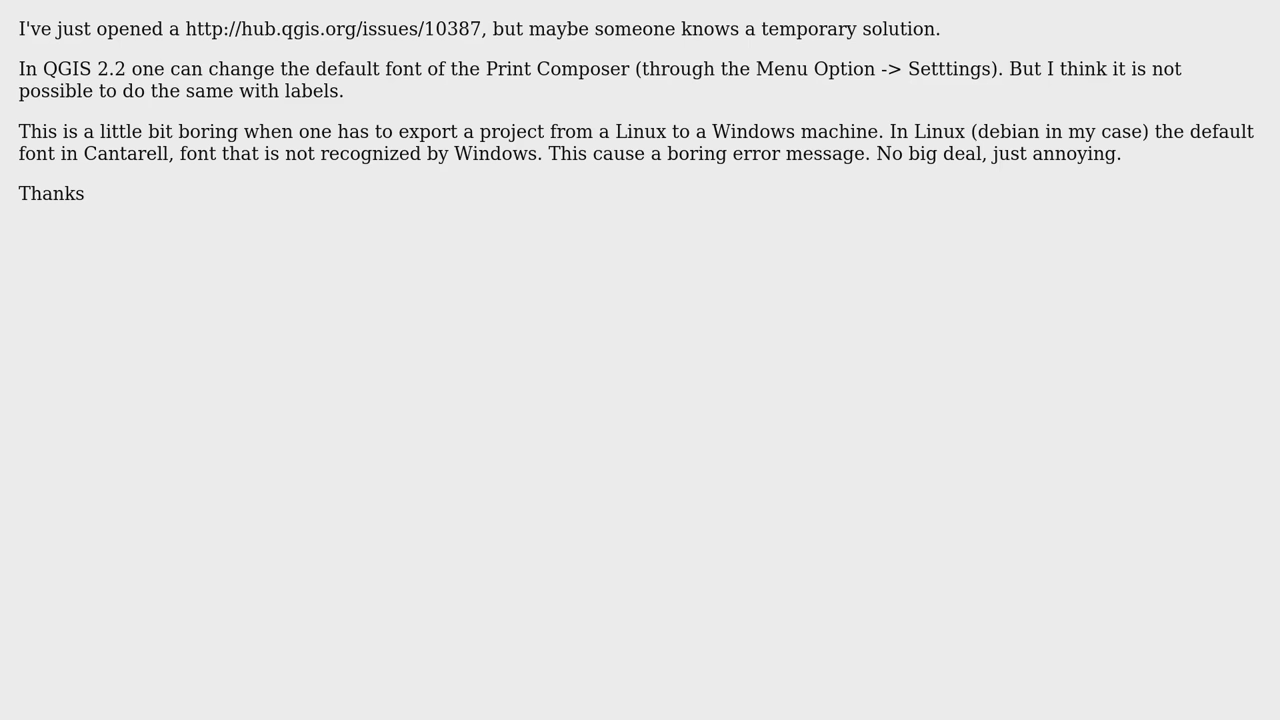 I've just opened a http://hub.qgis.org/issues/10387, but maybe someone knows a temporary solution.
In QGIS 2.2 one can change the default font of the Print Composer (through the Menu Option -> Setttings). But I think it is not
possible to do the same with labels.
This is a little bit boring when one has to export a project from a Linux to a Windows machine. In Linux (debian in my case) the default
font in Cantarell, font that is not recognized by Windows. This cause a boring error message. No big deal, just annoying.
Thanks